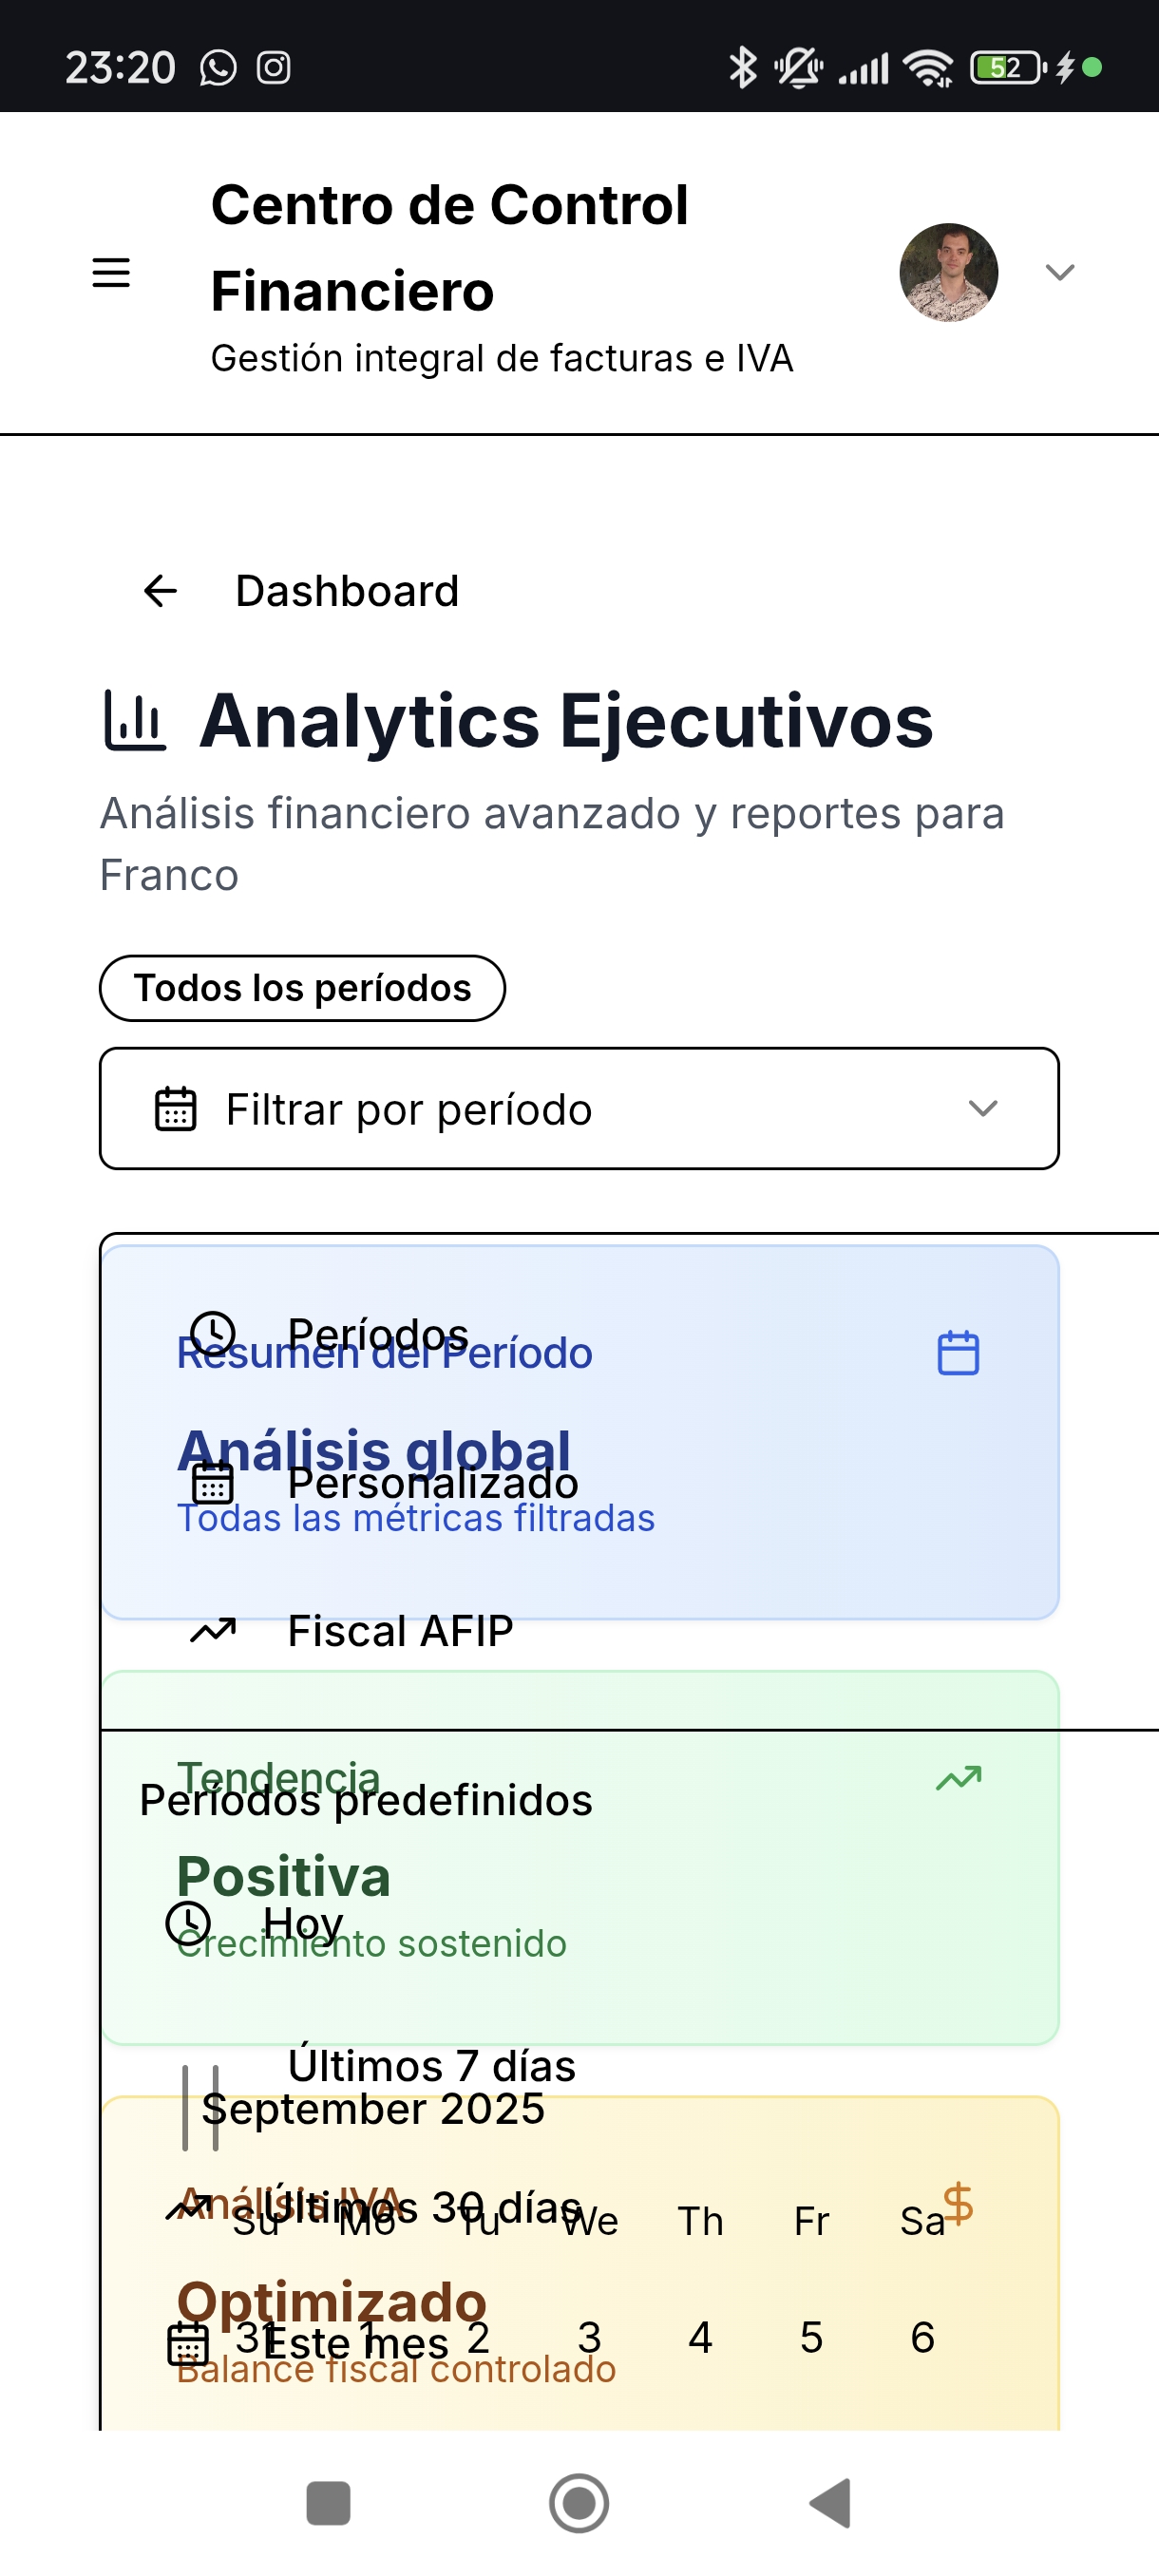 23:20
52
Centro de Control
Financiero
Gestión integral de facturas e IVA
Dashboard
Analytics Ejecutivos
Análisis financiero avanzado y reportes para
Franco
Todos los períodos
Filtrar por período
Períodos
Resumen del Período
Análisis global
Personalizado
Todas las métricas filtradas
Fiscal AFIP
Tendencia
Períodos predefinidos
Positiva
Hoy
Crecimiento sostenido
Últimos 7 días
September 2025
Análisis IVA
Últimos 30 días
Su Mo Tu We Th Fr Sa
Optimizado
31 1 2 3 4 5 6
Este mes
Balance fiscal controlado